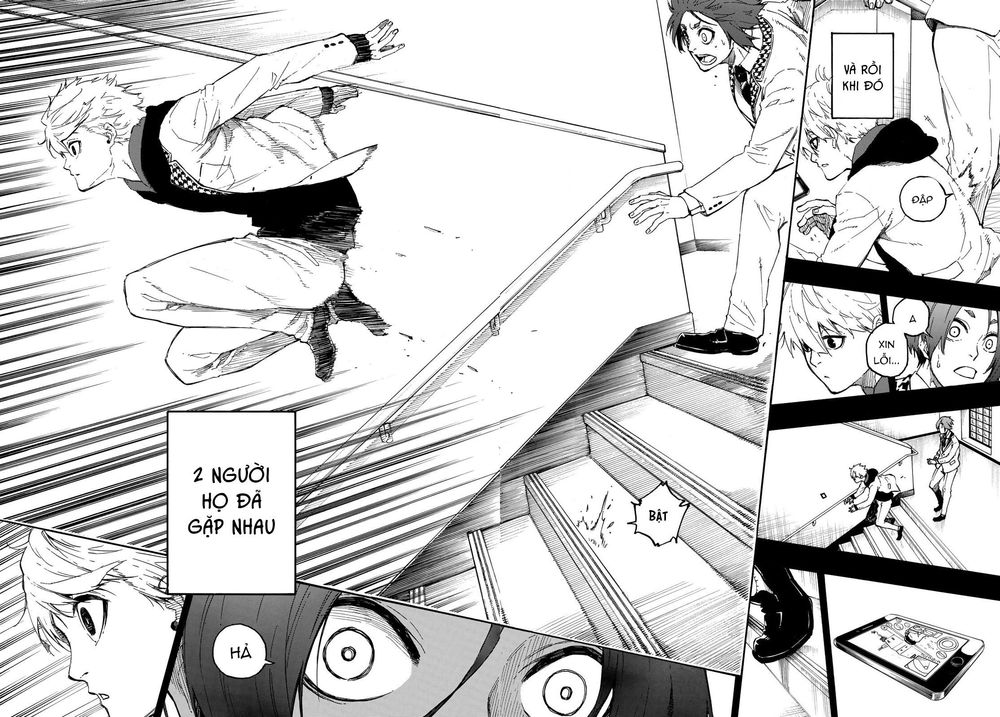 VÀ RỒI
KHI ĐÓ
ĐẬP
A
XIN
LỖI...
BẬT
2 NGƯỜI
HỌ ĐÃ
GẶP NHAU
HẢ